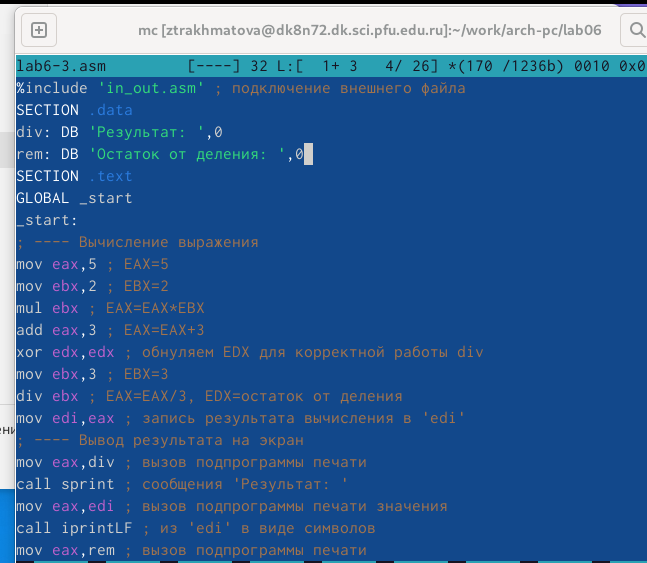 mc [ztrakhmatova@dk8n72.dk.sci.pfu.edu.ru]:~/work/arch-pc/lab06
lab6-3.asm [----] 32 L:[ 1+ 3 4/ 26] *(170 /1236b) 0010 0x0
%include 'in_out.asm' ; подключение внешнего файла
SECTION .data
div: DB 'Результат: ',0
rem: DB 'Остаток от деления: ',0
SECTION .text
GLOBAL _start
_start:
; ---- Вычисление выражения
mov eax,5 ; EAX=5
mov ebx,2 ; EBX=2
mul ebx ; EAX=EAX*EBX
add eax,3 ; EAX=EAX+3
xor edx,edx ; обнуляем EDX для корректной работы div
mov ebx,3 ; EBX=3
div ebx ; EAX=EAX/3, EDX=остаток от деления
mov edi,eax ; запись результата вычисления в 'edi'
; ---- Вывод результата на экран
mov eax,div ; вызов подпрограммы печати
call sprint ; сообщения 'Результат: '
mov eax,edi ; вызов подпрограммы печати значения
call iprintLF ; из 'edi' в виде символов
mov eax,rem ; вызов подпрограммы печати